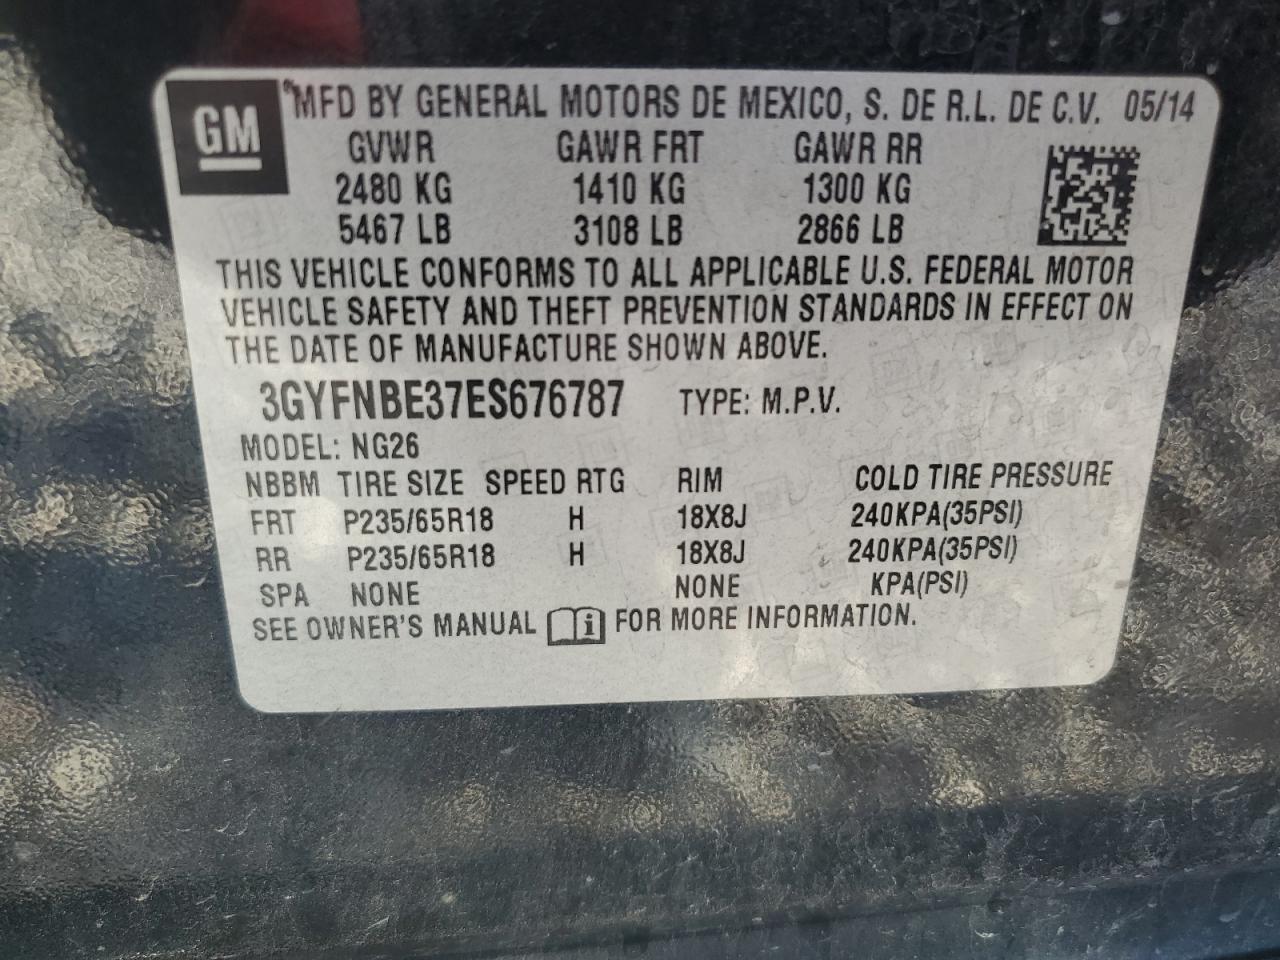 GM
MFD BY GENERAL MOTORS DE MEXICO, S. DE R.L. DE C.V. 05/14
GVWR GAWR FRT GAWR RR
2480 KG 1410 KG 1300 KG
5467 LB 3108 LB 2866 LB
THIS VEHICLE CONFORMS TO ALL APPLICABLE U.S. FEDERAL MOTOR
VEHICLE SAFETY AND THEFT PREVENTION STANDARDS IN EFFECT ON
THE DATE OF MANUFACTURE SHOWN ABOVE.
3GYFNBE37ES676787 TYPE: M.P.V.
MODEL: NG26
NBBM TIRE SIZE SPEED RTG RIM COLD TIRE PRESSURE
FRT P235/65R18 H 18X8J 240KPA(35PSI)
RR P235/65R18 H 18X8J 240KPA(35PSI)
SPA NONE NONE KPA(PSI)
SEE OWNER'S MANUAL i FOR MORE INFORMATION.